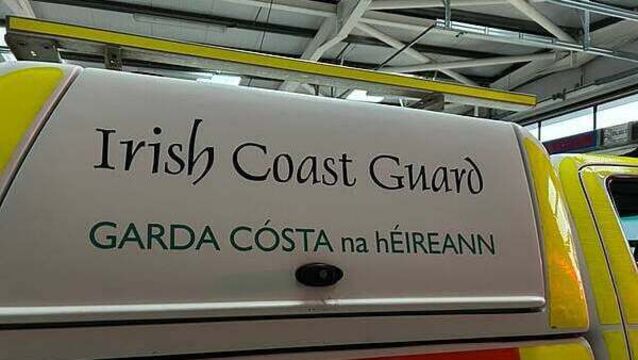 Irish Coast Guard
GARDA CÓSTA na hÉIREANN